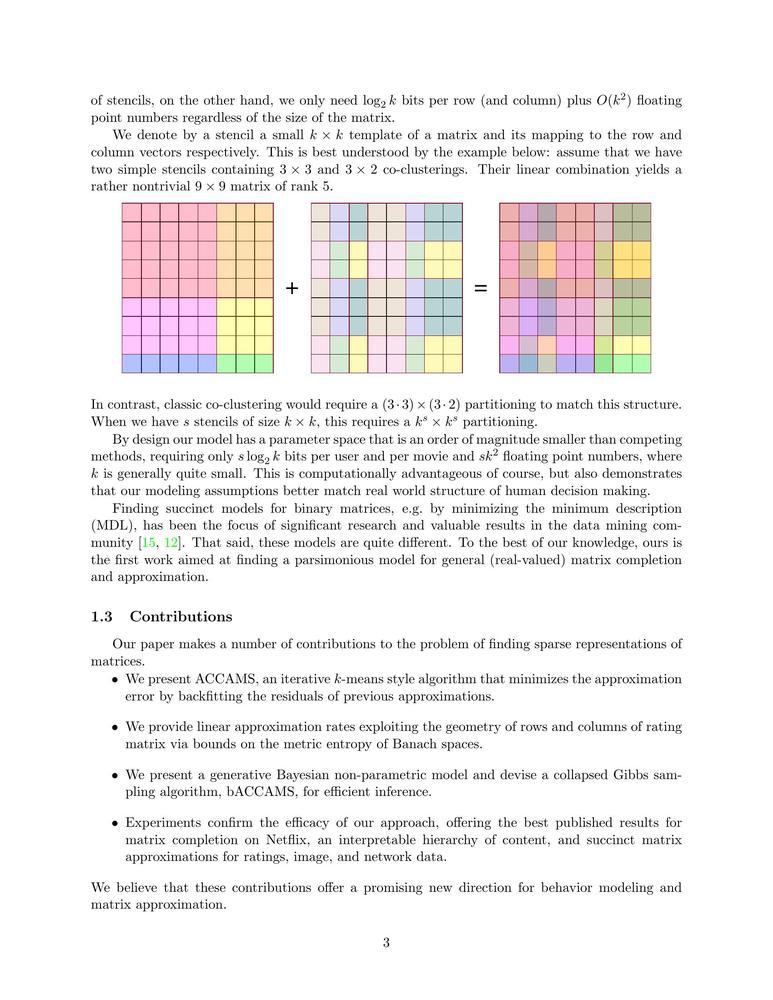 of stencils, on the other hand, we only need log₂ k bits per row (and column) plus O(k²) floating
point numbers regardless of the size of the matrix.
We denote by a stencil a small k × k template of a matrix and its mapping to the row and
column vectors respectively. This is best understood by the example below: assume that we have
two simple stencils containing 3 × 3 and 3 × 2 co-clusterings. Their linear combination yields a
rather nontrivial 9 × 9 matrix of rank 5.
+ =
In contrast, classic co-clustering would require a (3·3) × (3·2) partitioning to match this structure.
When we have s stencils of size k × k, this requires a kˢ × kˢ partitioning.
By design our model has a parameter space that is an order of magnitude smaller than competing
methods, requiring only s log₂ k bits per user and per movie and sk² floating point numbers, where
k is generally quite small. This is computationally advantageous of course, but also demonstrates
that our modeling assumptions better match real world structure of human decision making.
Finding succinct models for binary matrices, e.g. by minimizing the minimum description
(MDL), has been the focus of significant research and valuable results in the data mining com-
munity [15, 12]. That said, these models are quite different. To the best of our knowledge, ours is
the first work aimed at finding a parsimonious model for general (real-valued) matrix completion
and approximation.
1.3 Contributions
Our paper makes a number of contributions to the problem of finding sparse representations of
matrices.
• We present ACCAMS, an iterative k-means style algorithm that minimizes the approximation
error by backfitting the residuals of previous approximations.
• We provide linear approximation rates exploiting the geometry of rows and columns of rating
matrix via bounds on the metric entropy of Banach spaces.
• We present a generative Bayesian non-parametric model and devise a collapsed Gibbs sam-
pling algorithm, bACCAMS, for efficient inference.
• Experiments confirm the efficacy of our approach, offering the best published results for
matrix completion on Netflix, an interpretable hierarchy of content, and succinct matrix
approximations for ratings, image, and network data.
We believe that these contributions offer a promising new direction for behavior modeling and
matrix approximation.
3